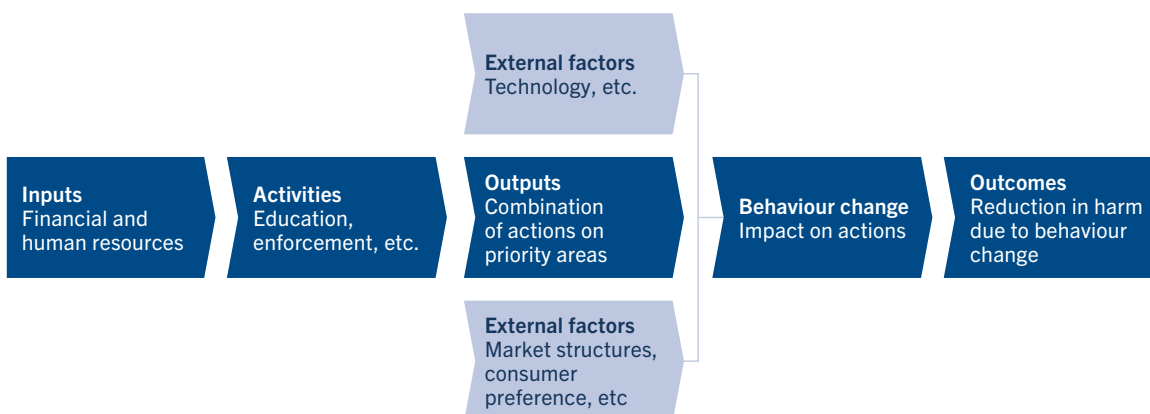 External factors
Technology, etc.
Inputs
Financial and
human resources
Activities
Education,
enforcement, etc.
Outputs
Combination
of actions on
priority areas
Behaviour change
Impact on actions
Outcomes
Reduction in harm
due to behaviour
change
External factors
Market structures,
consumer
preference, etc